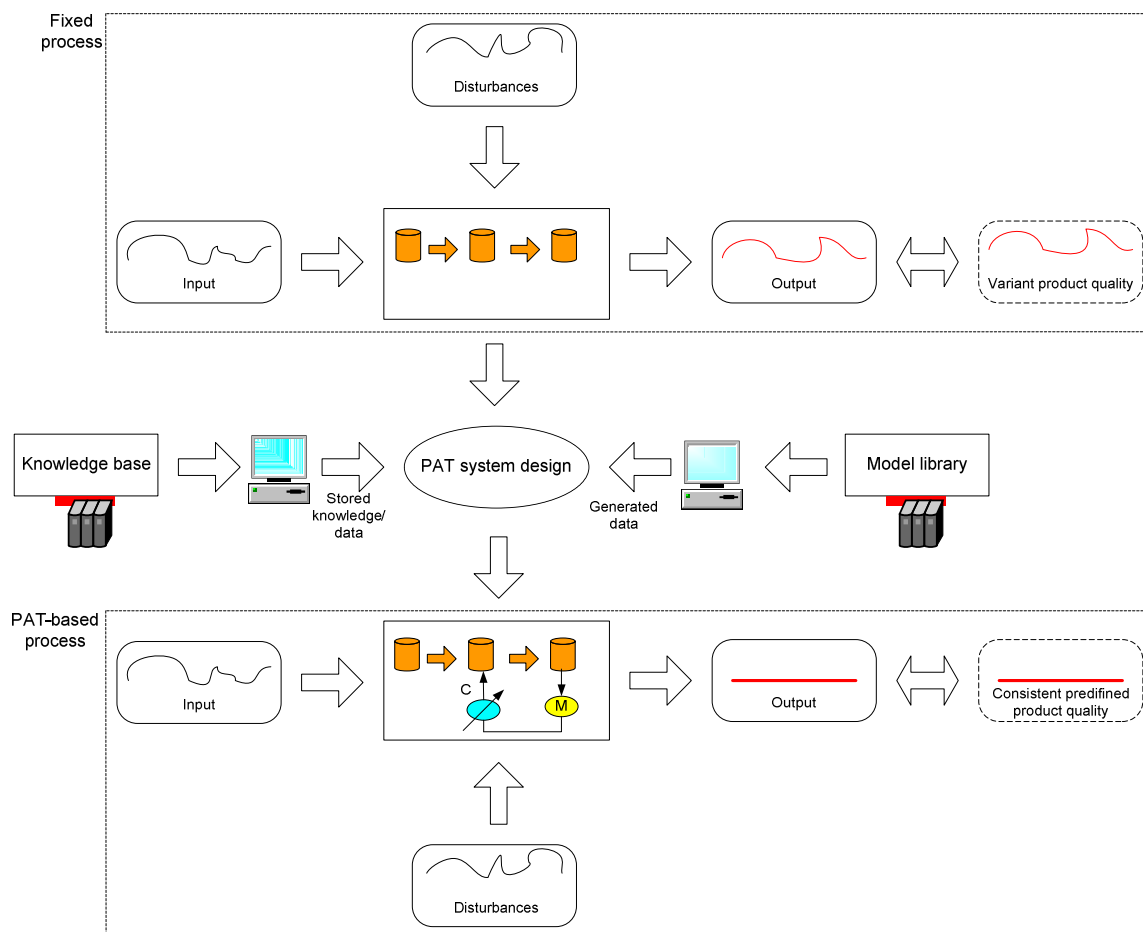 Fixed
process
Disturbances
Input
Output
Variant product quality
Knowledge base
Stored
knowledge/
data
PAT system design
Generated
data
Model library
PAT-based
process
Input
C
M
Output
Consistent predifined
product quality
Disturbances